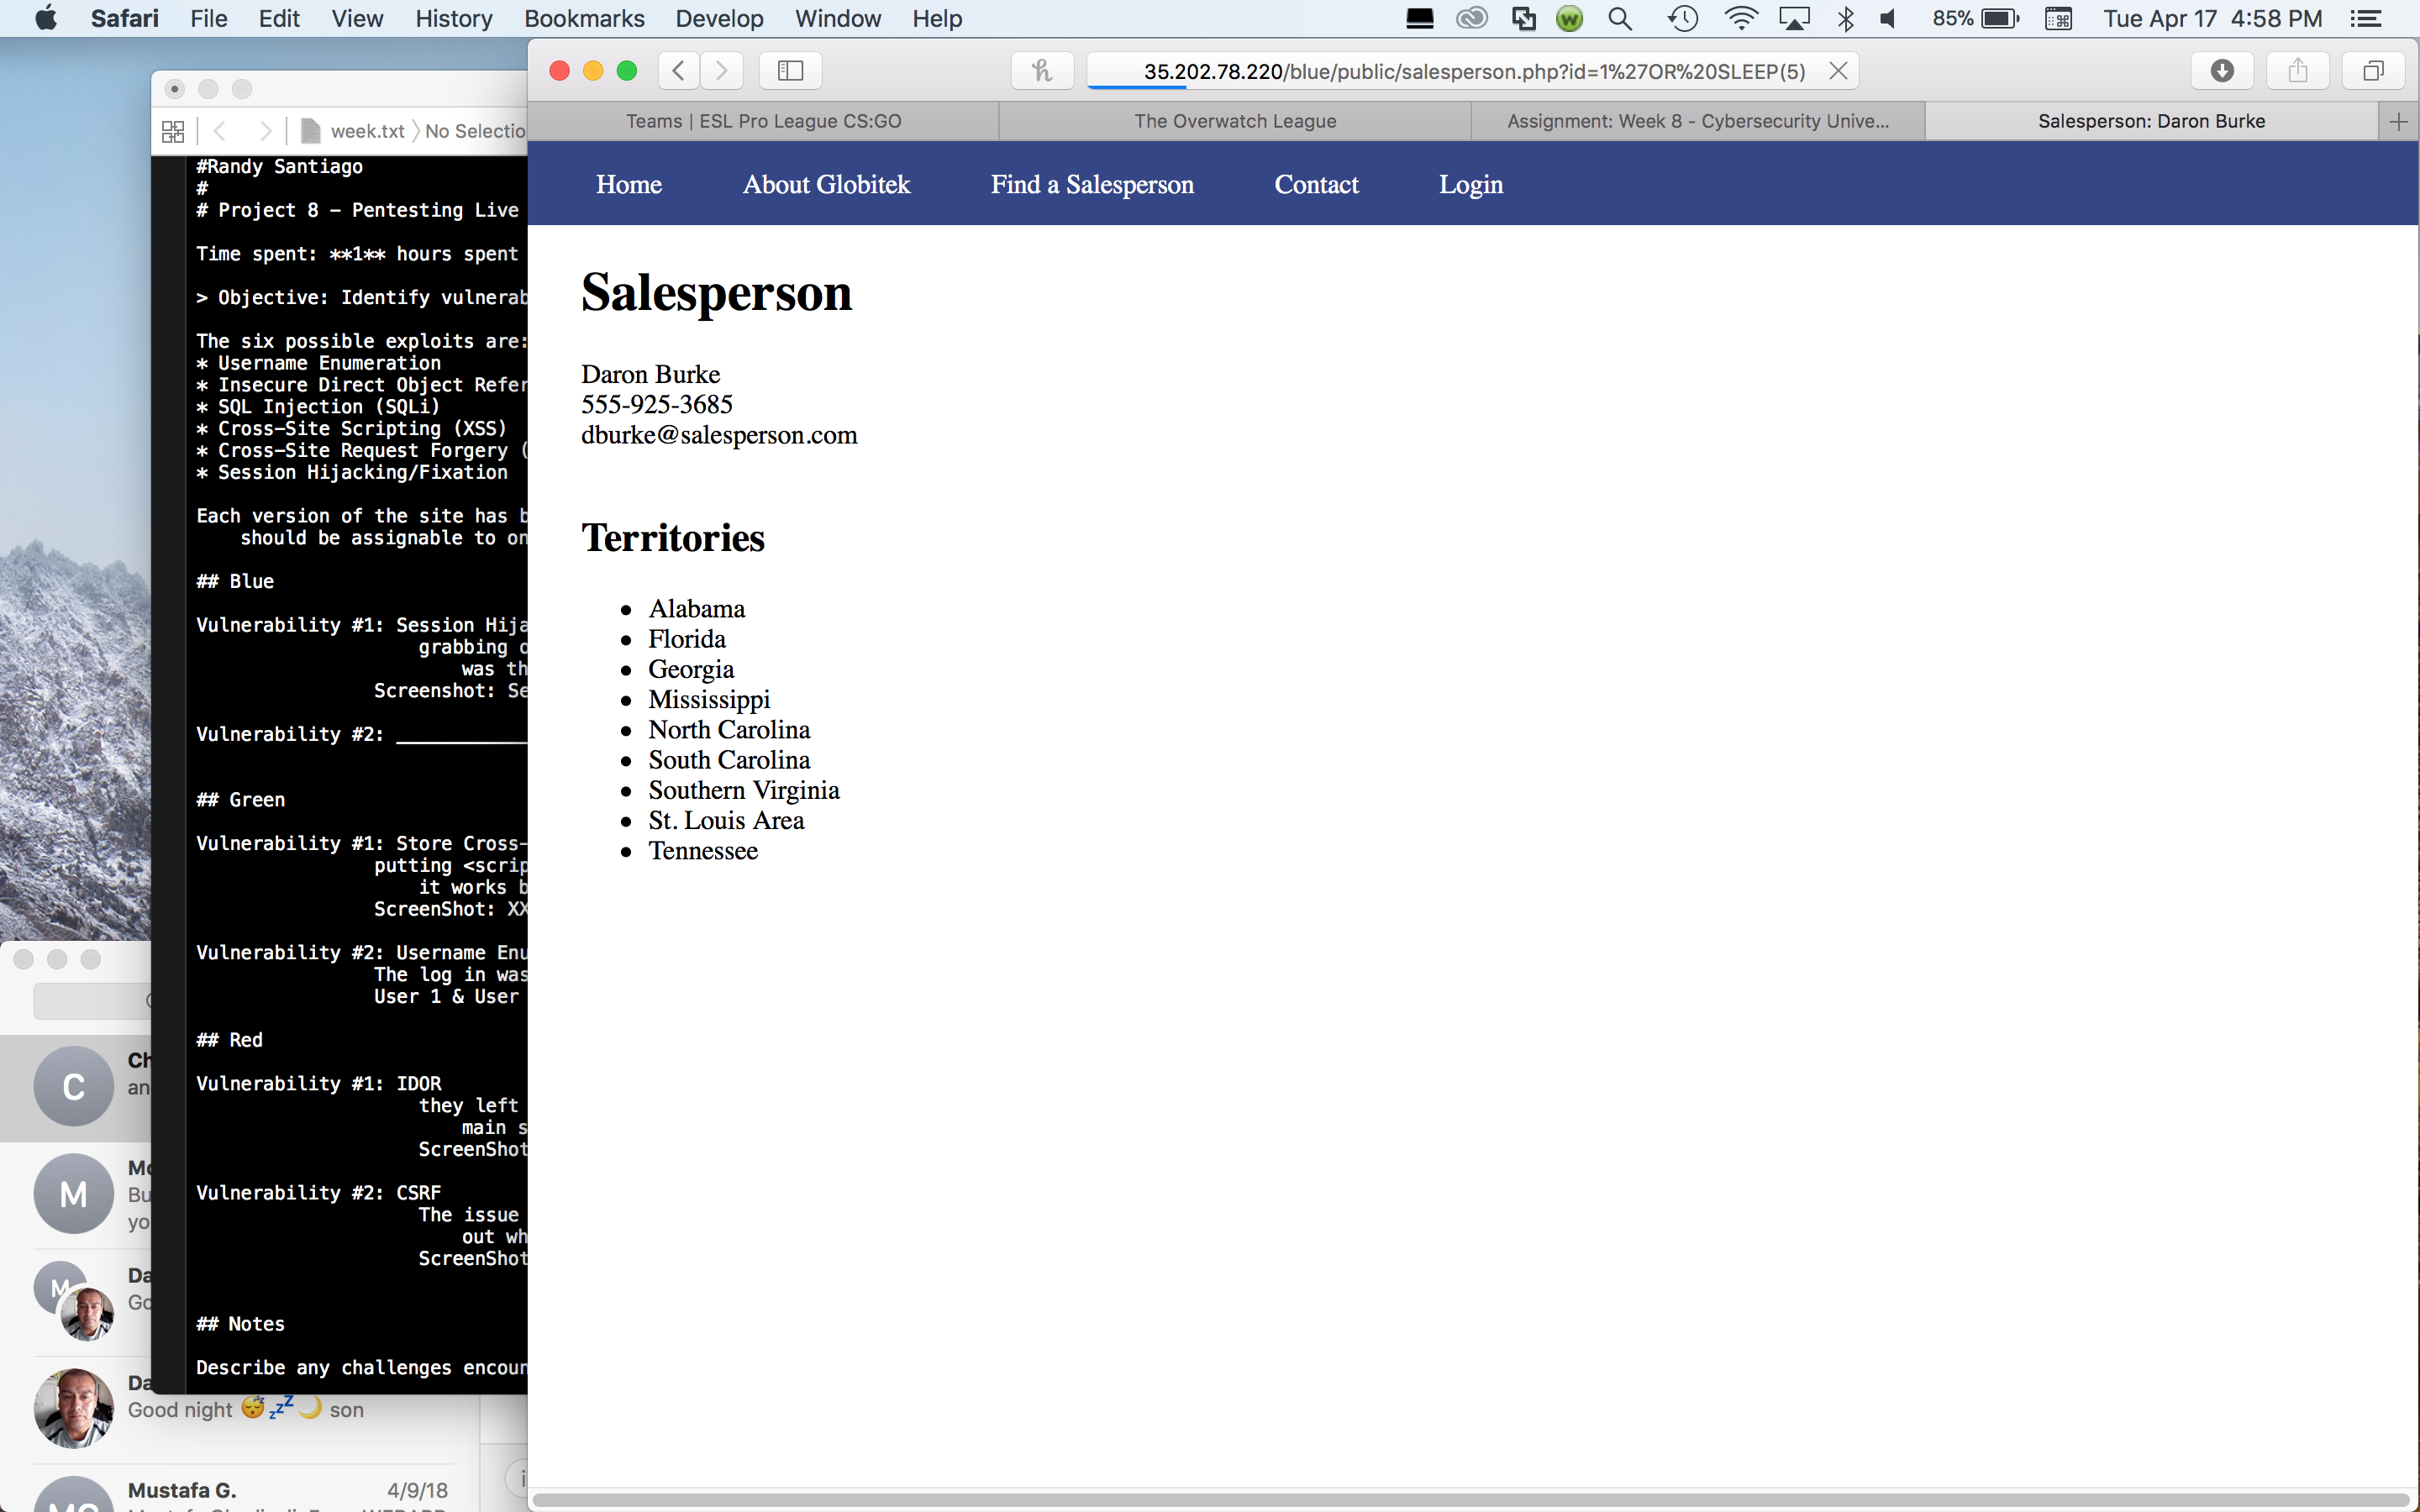 Safari File Edit View History Bookmarks Develop Window Help 85% Tue Apr 17 4:58 PM
35.202.78.220/blue/public/salesperson.php?id=1%27OR%20SLEEP(5)
Teams | ESL Pro League CS:GO
The Overwatch League
Assignment: Week 8 - Cybersecurity Unive...
Salesperson: Daron Burke
Home About Globitek Find a Salesperson Contact Login
Salesperson
Daron Burke
555-925-3685
dburke@salesperson.com
Territories
Alabama
Florida
Georgia
Mississippi
North Carolina
South Carolina
Southern Virginia
St. Louis Area
Tennessee
week.txt No Selectio
#Randy Santiago
#
# Project 8 - Pentesting Live
Time spent: **1** hours spent
> Objective: Identify vulnerab
The six possible exploits are:
* Username Enumeration
* Insecure Direct Object Refer
* SQL Injection (SQLi)
* Cross-Site Scripting (XSS)
* Cross-Site Request Forgery (
* Session Hijacking/Fixation
Each version of the site has b
should be assignable to on
## Blue
Vulnerability #1: Session Hija
grabbing o
was th
Screenshot: Se
Vulnerability #2: ____________
## Green
Vulnerability #1: Store Cross-
putting <scrip
it works b
ScreenShot: XX
Vulnerability #2: Username Enu
The log in was
User 1 & User
## Red
Vulnerability #1: IDOR
they left
main s
ScreenShot
Vulnerability #2: CSRF
The issue
out wh
ScreenShot
## Notes
Describe any challenges encoun
C
Ch
an
M
Mo
Bu
yo
M
Da
Go
Da
Good night 😴💤🌙 son
Mustafa G. 4/9/18